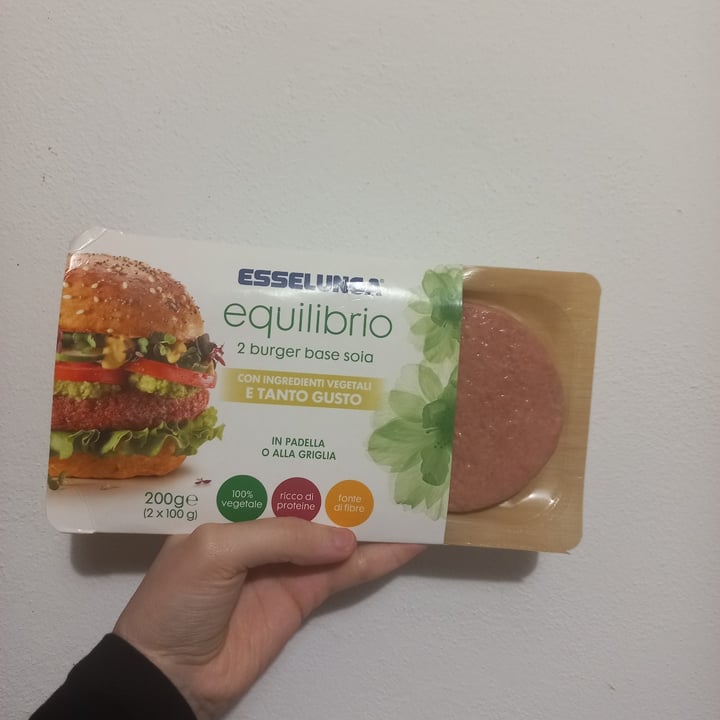 ESSELUNGA®
equilibrio
2 burger base soia
CON INGREDIENTI VEGETALI
E TANTO GUSTO
IN PADELLA
O ALLA GRIGLIA
200g℮
(2 x 100 g)
100%
vegetale
ricco di
proteine
fonte
di fibre